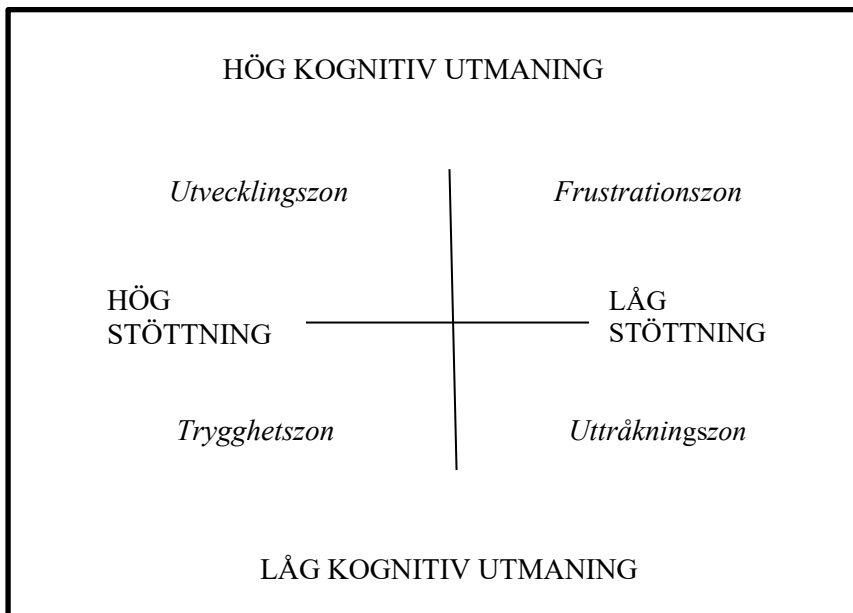 HÖG KOGNITIV UTMANING
Utvecklingszon
Frustrationszon
HÖG
STÖTTNING
LÅG
STÖTTNING
Trygghetszon
Uttråkningszon
LÅG KOGNITIV UTMANING